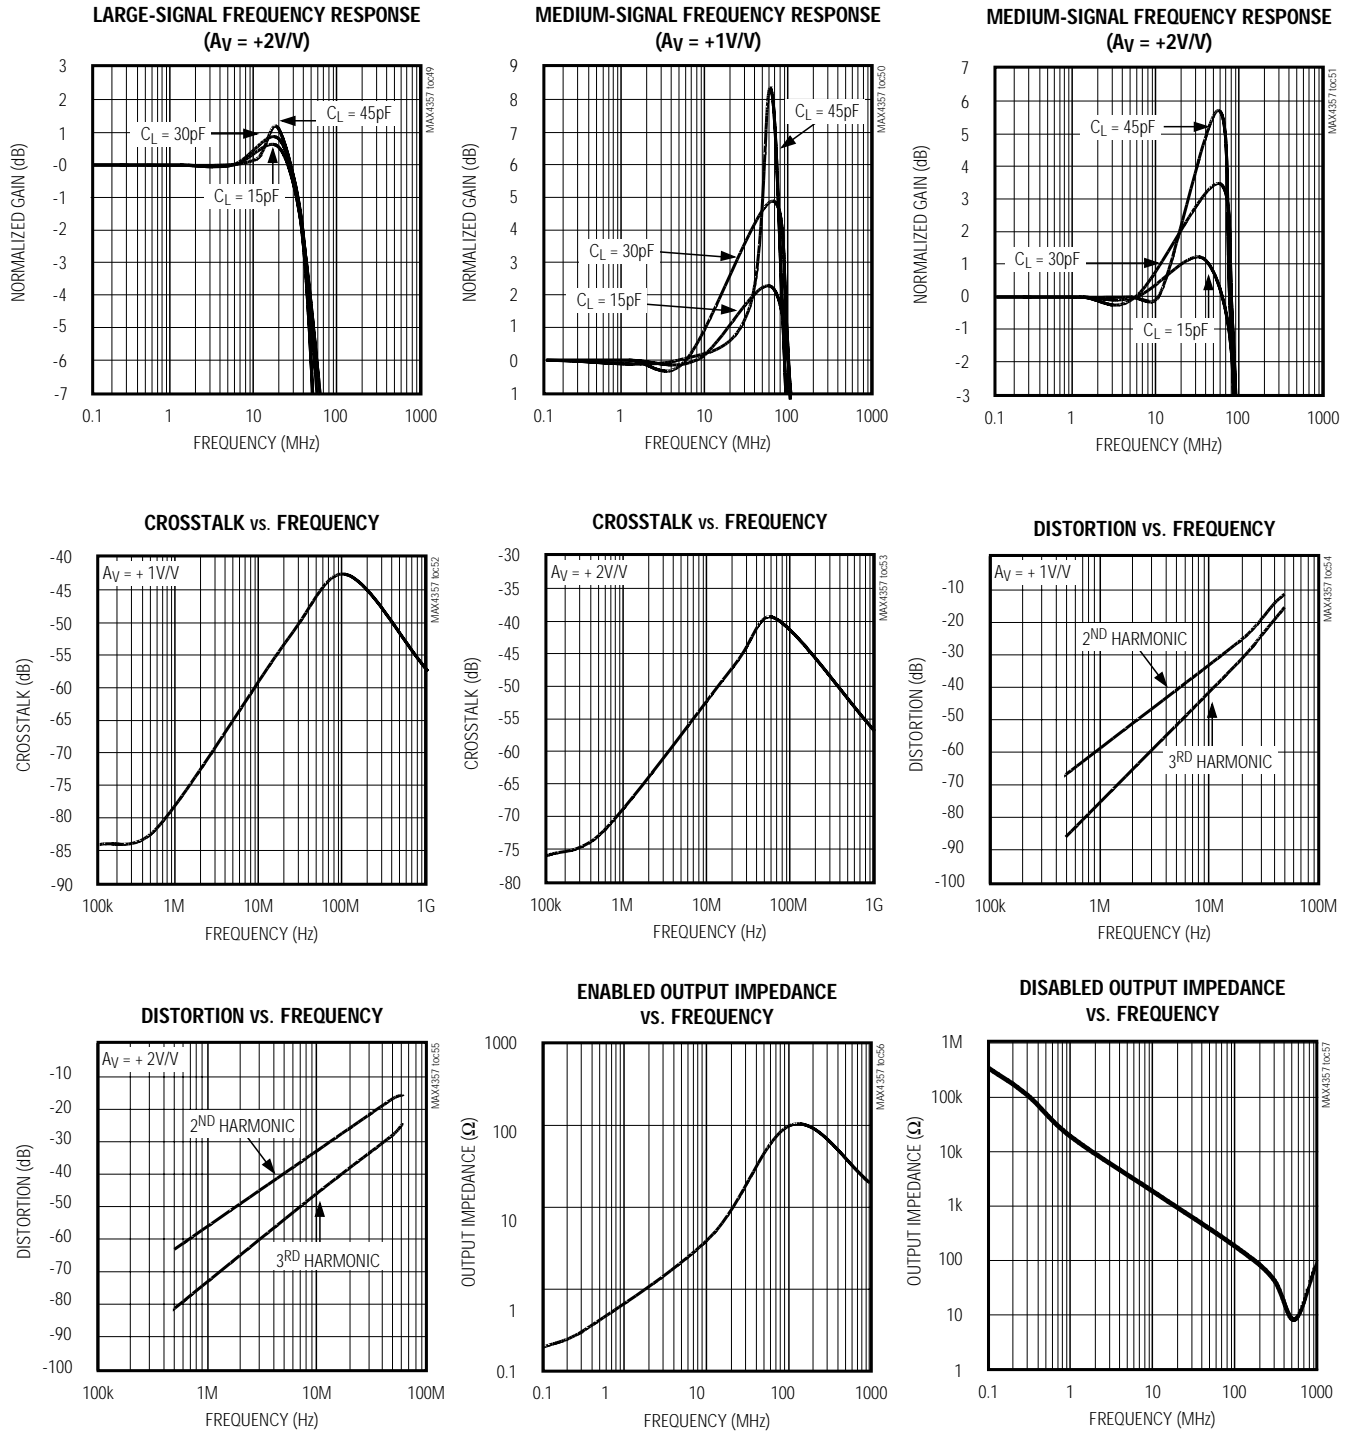 LARGE-SIGNAL FREQUENCY RESPONSE
(AV = +2V/V)
NORMALIZED GAIN (dB)
3
2
1
-0
-1
-2
-3
-4
-5
-6
-7
CL = 45pF
CL = 30pF
CL = 15pF
MAX4357 toc49
0.1 1 10 100 1000
FREQUENCY (MHz)
MEDIUM-SIGNAL FREQUENCY RESPONSE
(AV = +1V/V)
NORMALIZED GAIN (dB)
9
8
7
6
5
4
3
2
1
0
1
CL = 45pF
CL = 30pF
CL = 15pF
MAX4357 toc50
0.1 1 10 100 1000
FREQUENCY (MHz)
MEDIUM-SIGNAL FREQUENCY RESPONSE
(AV = +2V/V)
NORMALIZED GAIN (dB)
7
6
5
4
3
2
1
0
-1
-2
-3
CL = 45pF
CL = 30pF
CL = 15pF
MAX4357 toc51
0.1 1 10 100 1000
FREQUENCY (MHz)
CROSSTALK vs. FREQUENCY
CROSSTALK (dB)
-40
-45
-50
-55
-60
-65
-70
-75
-80
-85
-90
AV = + 1V/V
MAX4357 toc52
100k 1M 10M 100M 1G
FREQUENCY (Hz)
CROSSTALK vs. FREQUENCY
CROSSTALK (dB)
-30
-35
-40
-45
-50
-55
-60
-65
-70
-75
-80
AV = + 2V/V
MAX4357 toc53
100k 1M 10M 100M 1G
FREQUENCY (Hz)
DISTORTION vs. FREQUENCY
DISTORTION (dB)
-10
-20
-30
-40
-50
-60
-70
-80
-90
-100
AV = + 1V/V
2ND HARMONIC
3RD HARMONIC
MAX4357 toc54
100k 1M 10M 100M
FREQUENCY (Hz)
DISTORTION vs. FREQUENCY
DISTORTION (dB)
-10
-20
-30
-40
-50
-60
-70
-80
-90
-100
AV = + 2V/V
2ND HARMONIC
3RD HARMONIC
MAX4357 toc55
100k 1M 10M 100M
FREQUENCY (Hz)
ENABLED OUTPUT IMPEDANCE
vs. FREQUENCY
OUTPUT IMPEDANCE (Ω)
1000
100
10
1
0.1
MAX4357 toc56
0.1 1 10 100 1000
FREQUENCY (MHz)
DISABLED OUTPUT IMPEDANCE
vs. FREQUENCY
OUTPUT IMPEDANCE (Ω)
1M
100k
10k
1k
100
10
1
MAX4357 toc57
0.1 1 10 100 1000
FREQUENCY (MHz)